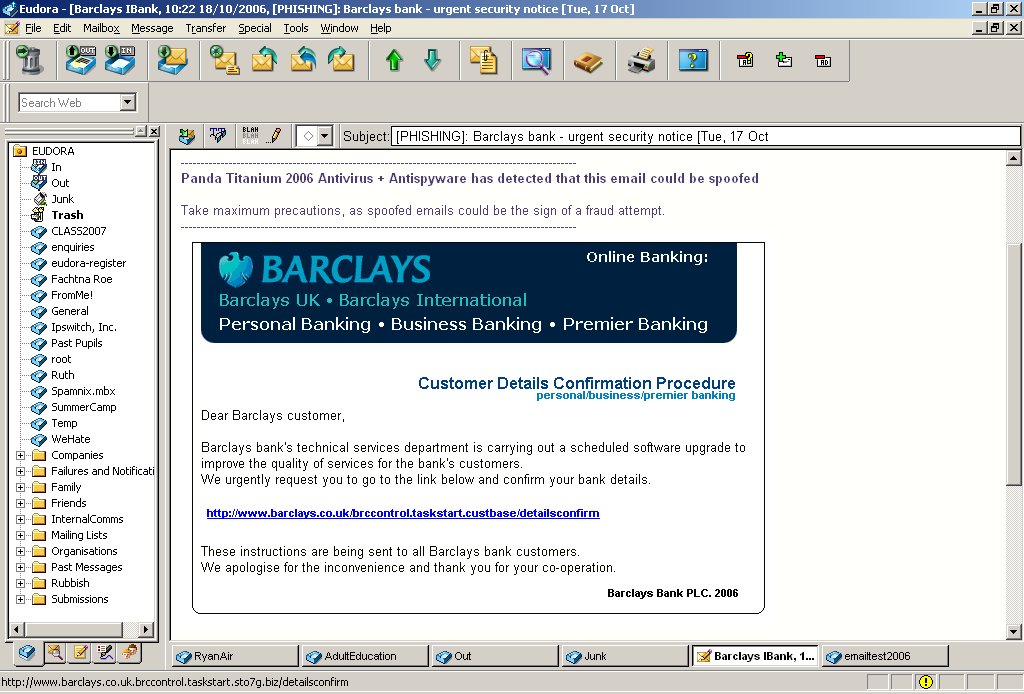 Eudora - [Barclays IBank, 10:22 18/10/2006, [PHISHING]: Barclays bank - urgent security notice [Tue, 17 Oct]
File Edit Mailbox Message Transfer Special Tools Window Help
OUT IN
Search Web
BLAH
BLAH
BLAH
Subject: [PHISHING]: Barclays bank - urgent security notice [Tue, 17 Oct
EUDORA
In
Out
Junk
Trash
CLASS2007
enquiries
eudora-register
Fachtna Roe
FromMe!
General
Ipswitch, Inc.
Past Pupils
root
Ruth
Spamnix.mbx
SummerCamp
Temp
WeHate
Companies
Failures and Notificati
Family
Friends
InternalComms
Mailing Lists
Organisations
Past Messages
Rubbish
Submissions
Panda Titanium 2006 Antivirus + Antispyware has detected that this email could be spoofed
Take maximum precautions, as spoofed emails could be the sign of a fraud attempt.
BARCLAYS
Online Banking:
Barclays UK • Barclays International
Personal Banking • Business Banking • Premier Banking
Customer Details Confirmation Procedure
personal/business/premier banking
Dear Barclays customer,
Barclays bank's technical services department is carrying out a scheduled software upgrade to
improve the quality of services for the bank's customers.
We urgently request you to go to the link below and confirm your bank details.
http://www.barclays.co.uk/brccontrol.taskstart.custbase/detailsconfirm
These instructions are being sent to all Barclays bank customers.
We apologise for the inconvenience and thank you for your co-operation.
Barclays Bank PLC. 2006
RyanAir AdultEducation Out Junk Barclays IBank, 1... emailtest2006
http://www.barclays.co.uk.brccontrol.taskstart.sto7g.biz/detailsconfirm